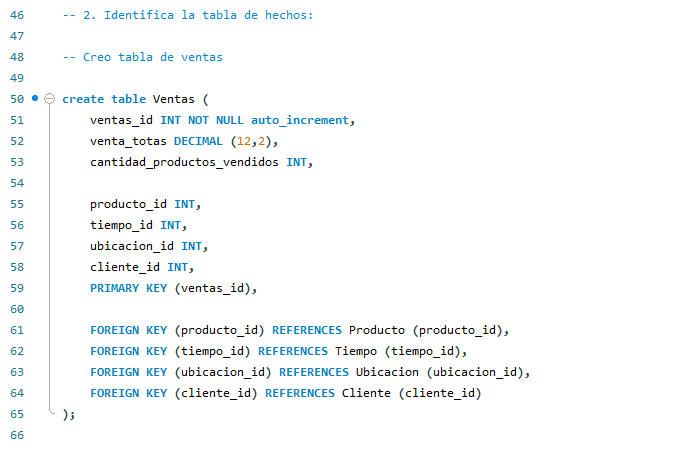 46 -- 2. Identifica la tabla de hechos:
47
48 -- Creo tabla de ventas
49
50 create table Ventas (
51 ventas_id INT NOT NULL auto_increment,
52 venta_totas DECIMAL (12,2),
53 cantidad_productos_vendidos INT,
54
55 producto_id INT,
56 tiempo_id INT,
57 ubicacion_id INT,
58 cliente_id INT,
59 PRIMARY KEY (ventas_id),
60
61 FOREIGN KEY (producto_id) REFERENCES Producto (producto_id),
62 FOREIGN KEY (tiempo_id) REFERENCES Tiempo (tiempo_id),
63 FOREIGN KEY (ubicacion_id) REFERENCES Ubicacion (ubicacion_id),
64 FOREIGN KEY (cliente_id) REFERENCES Cliente (cliente_id)
65 );
66